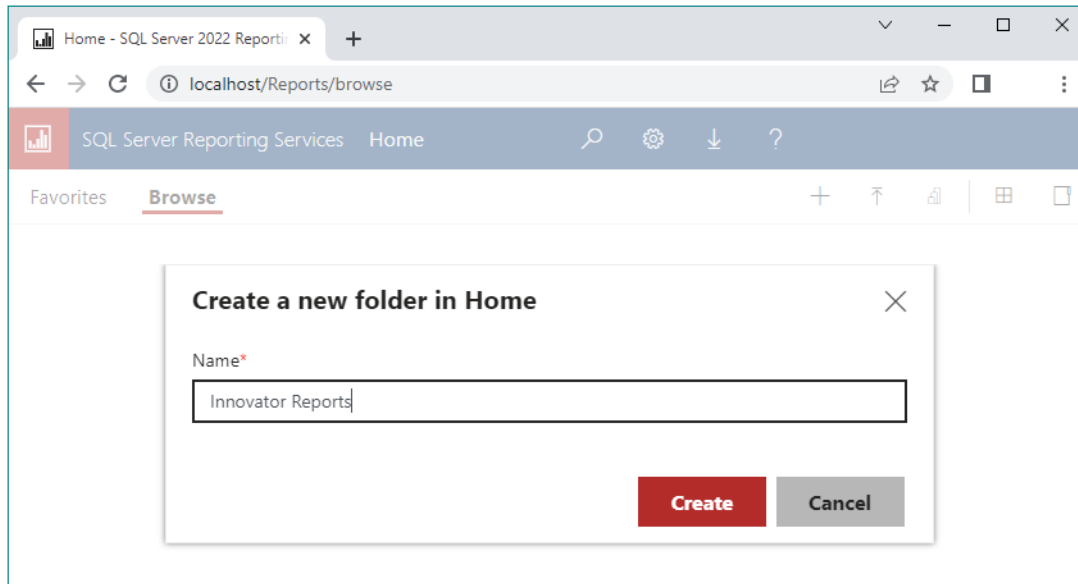 Home - SQL Server 2022 Reporti
localhost/Reports/browse
SQL Server Reporting Services Home
Favorites Browse
Create a new folder in Home
Name*
Innovator Reports
Create Cancel